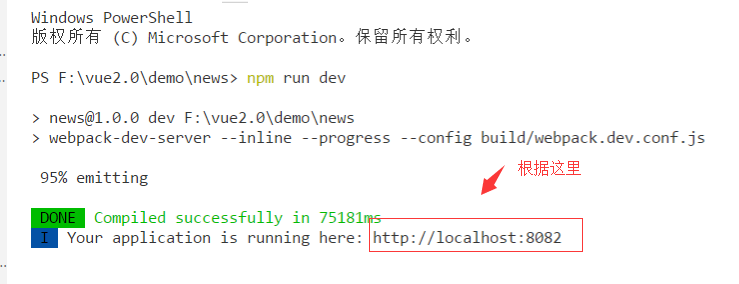 Windows PowerShell
版权所有 (C) Microsoft Corporation。保留所有权利。
PS F:\vue2.0\demo\news> npm run dev
> news@1.0.0 dev F:\vue2.0\demo\news
> webpack-dev-server --inline --progress --config build/webpack.dev.conf.js
95% emitting
根据这里
DONE Compiled successfully in 75181ms
I Your application is running here: http://localhost:8082